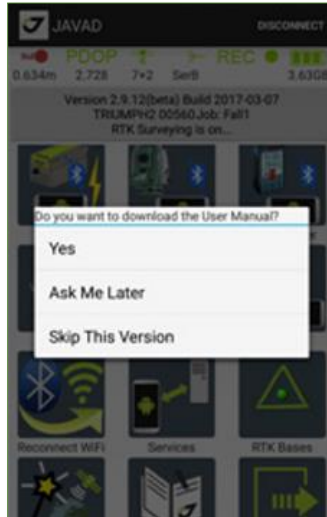 JAVAD
DISCONNECT
PDOP
REC
0.634m 2.728 7+2 SerB 3.63GB
Version 2.9.12(beta) Build 2017-03-07
TRIUMPH2 00560Job: Fall1
RTK Surveying is on...
Do you want to download the User Manual?
Yes
Ask Me Later
Skip This Version
Reconnect WiFi Services RTK Bases